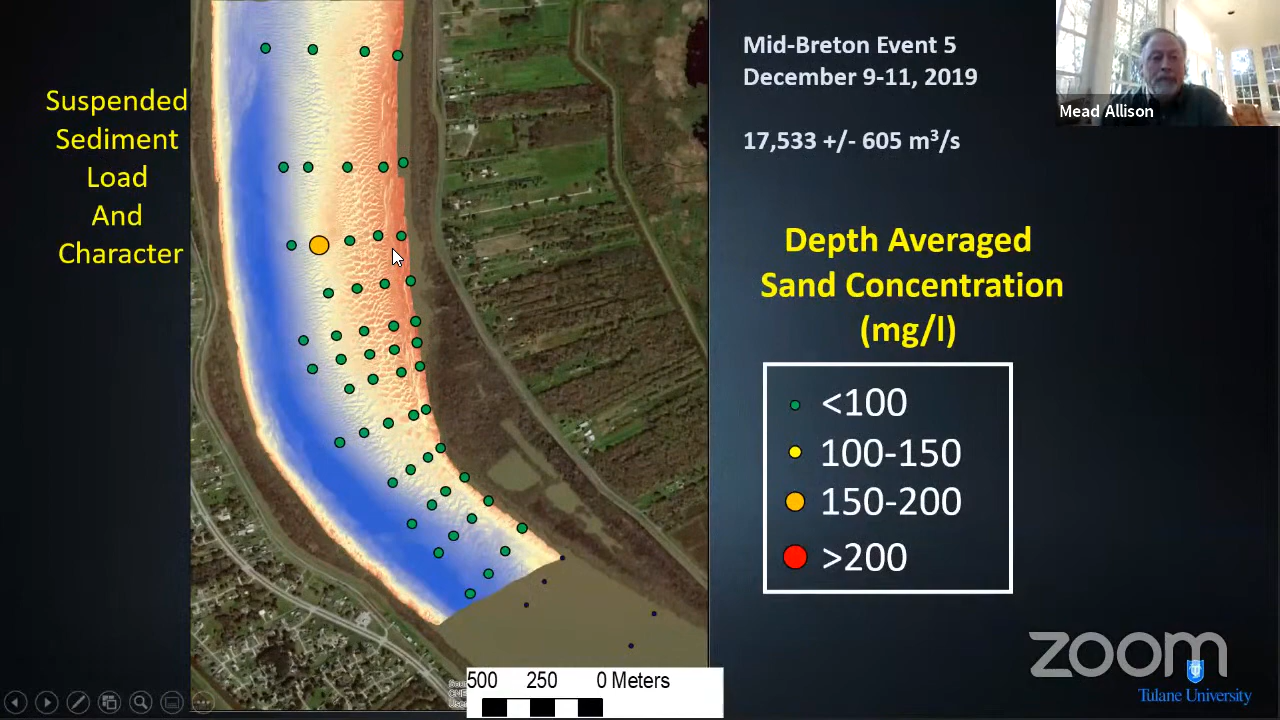 Suspended
Sediment
Load
And
Character
Mid-Breton Event 5
December 9-11, 2019
17,533 +/- 605 m³/s
Mead Allison
Depth Averaged
Sand Concentration
(mg/l)
<100
100-150
150-200
>200
500 250 0 Meters
zoom
Tulane University